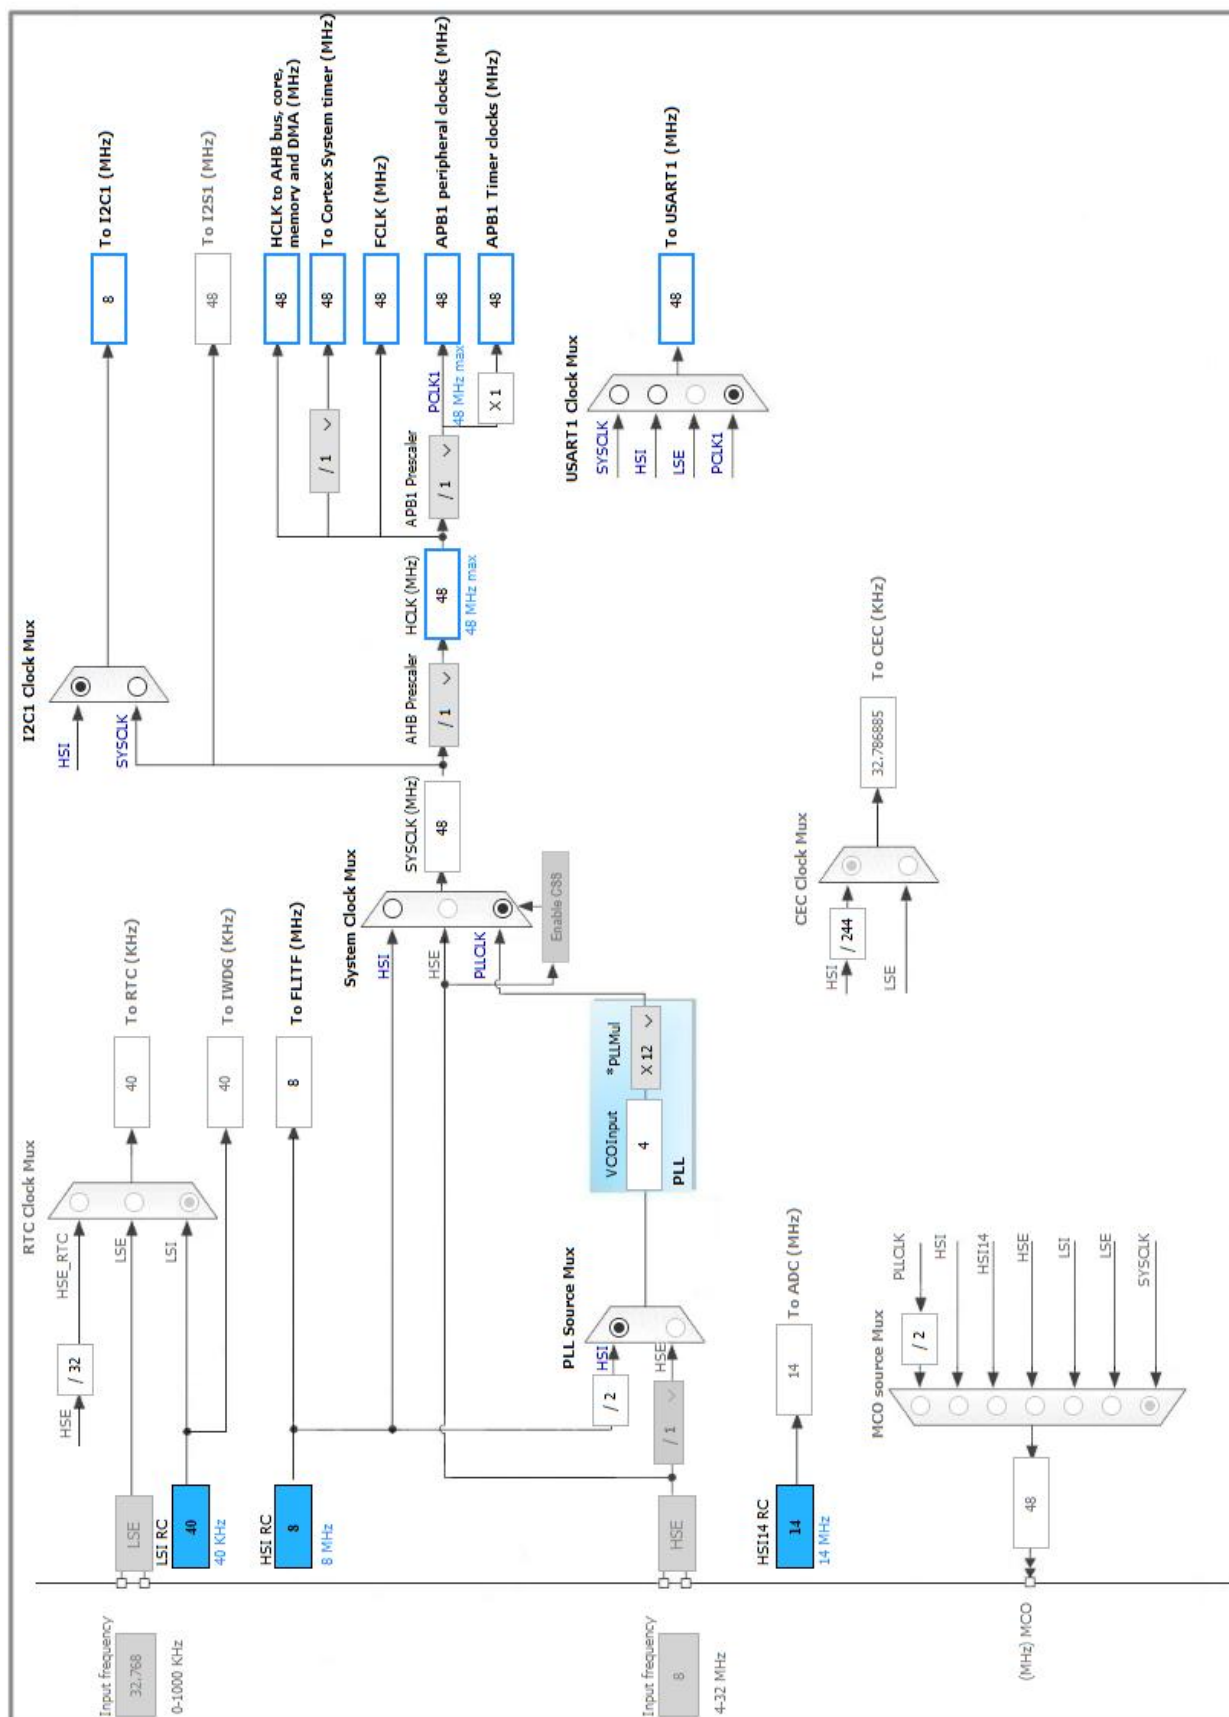 RTC Clock Mux
HSE
/ 32
HSE_RTC
Input frequency
32.768
0-1000 KHz
LSE
LSE
40
To RTC (KHz)
LSI RC
40
40 KHz
LSI
40
To IWDG (KHz)
HSI RC
8
8 MHz
8
To FLITF (MHz)
I2C1 Clock Mux
HSI
SYSCLK
8
To I2C1 (MHz)
48
To I2S1 (MHz)
System Clock Mux
HSI
HSE
PLLCLK
Enable CSS
SYSCLK (MHz)
48
AHB Prescaler
/ 1
HCLK (MHz)
48
48 MHz max
APB1 Prescaler
/ 1
PCLK1
48 MHz max
/ 1
X 1
48
HCLK to AHB bus, core,
memory and DMA (MHz)
48
To Cortex System timer (MHz)
48
FCLK (MHz)
48
APB1 peripheral clocks (MHz)
48
APB1 Timer clocks (MHz)
PLL Source Mux
/ 2
HSI
HSE
/ 1
Input frequency
8
4-32 MHz
HSE
VCOInput
4
*PLLMul
X 12
PLL
USART1 Clock Mux
SYSCLK
HSI
LSE
PCLK1
48
To USART1 (MHz)
HSI14 RC
14
14 MHz
14
To ADC (MHz)
CEC Clock Mux
HSI
/ 244
LSE
32.786885
To CEC (KHz)
MCO source Mux
/ 2
PLLCLK
HSI
HSI14
HSE
LSI
LSE
SYSCLK
48
(MHz) MCO